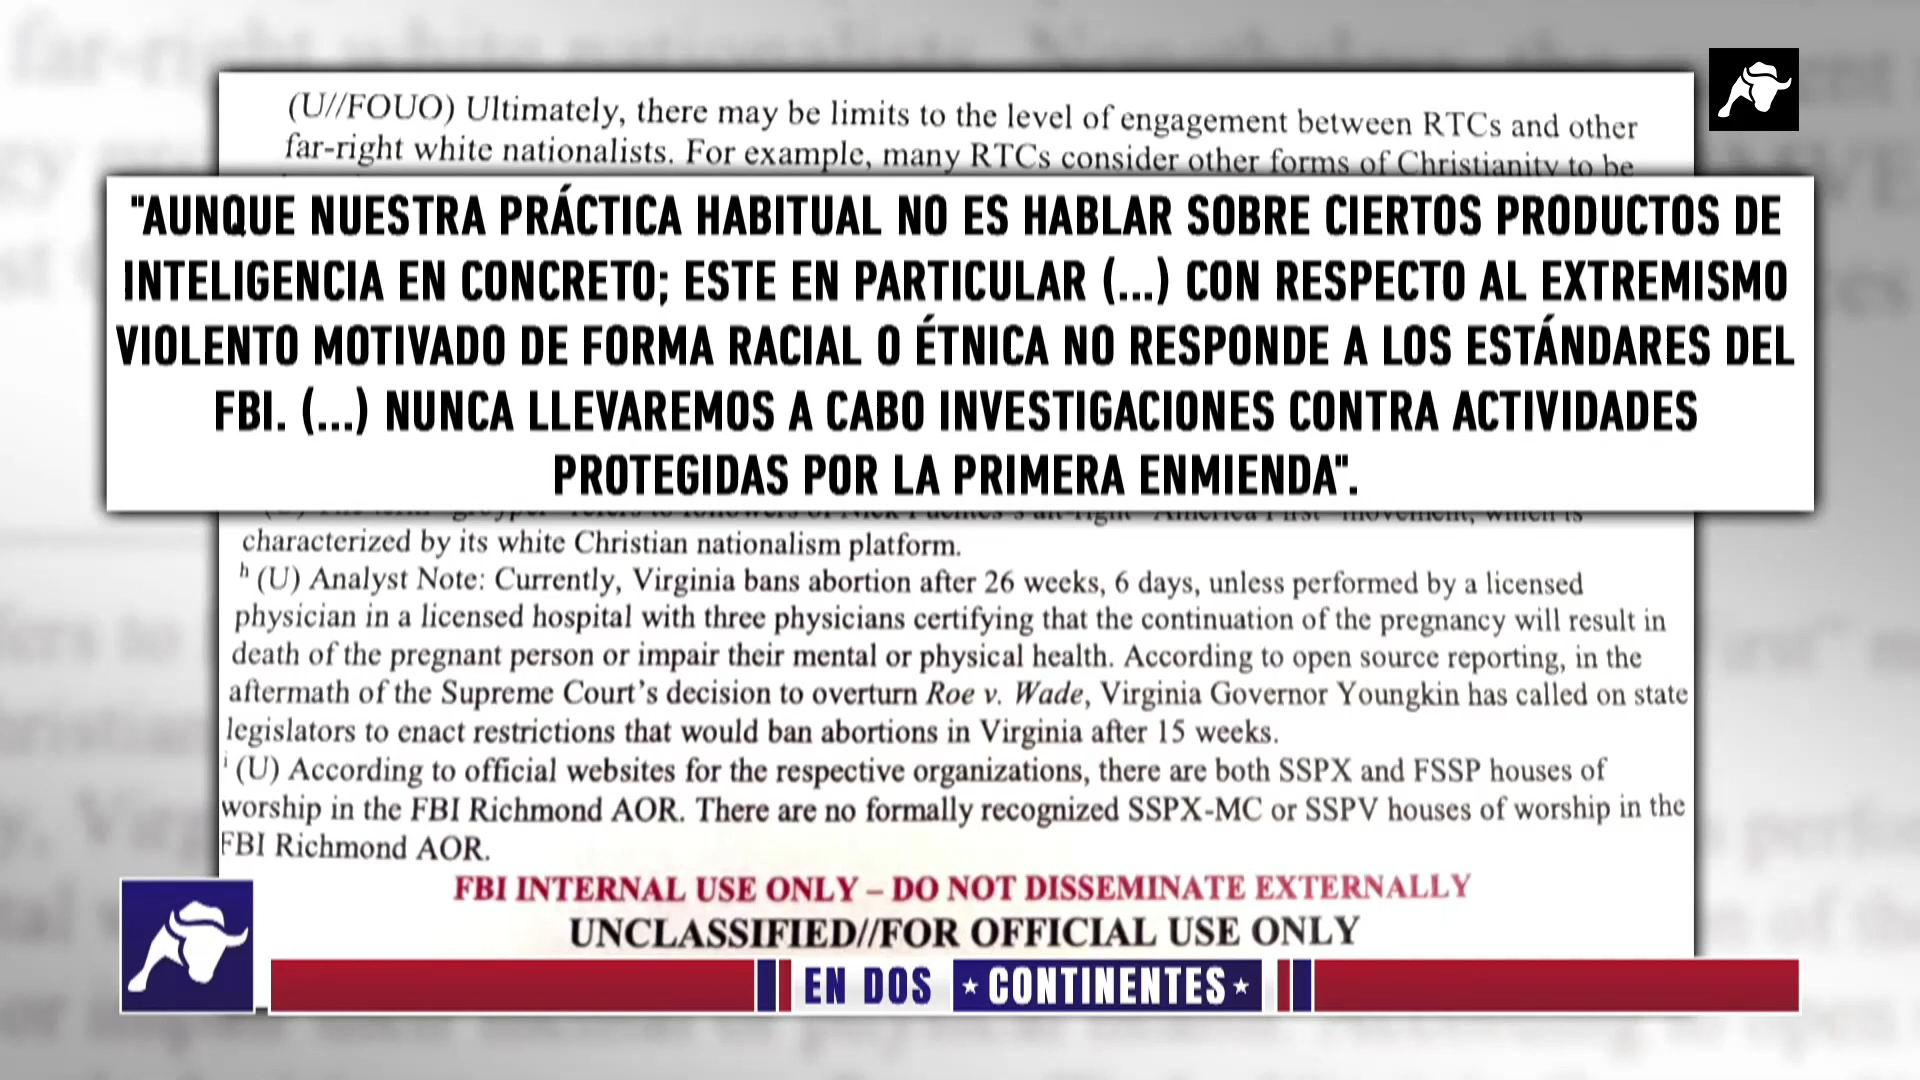 (U//FOUO) Ultimately, there may be limits to the level of engagement between RTCs and other
far-right white nationalists. For example, many RTCs consider other forms of Christianity to be
"AUNQUE NUESTRA PRÁCTICA HABITUAL NO ES HABLAR SOBRE CIERTOS PRODUCTOS DE
INTELIGENCIA EN CONCRETO; ESTE EN PARTICULAR (...) CON RESPECTO AL EXTREMISMO
VIOLENTO MOTIVADO DE FORMA RACIAL O ÉTNICA NO RESPONDE A LOS ESTÁNDARES DEL
FBI. (...) NUNCA LLEVAREMOS A CABO INVESTIGACIONES CONTRA ACTIVIDADES
PROTEGIDAS POR LA PRIMERA ENMIENDA".
characterized by its white Christian nationalism platform.
h (U) Analyst Note: Currently, Virginia bans abortion after 26 weeks, 6 days, unless performed by a licensed
physician in a licensed hospital with three physicians certifying that the continuation of the pregnancy will result in
death of the pregnant person or impair their mental or physical health. According to open source reporting, in the
aftermath of the Supreme Court's decision to overturn Roe v. Wade, Virginia Governor Youngkin has called on state
legislators to enact restrictions that would ban abortions in Virginia after 15 weeks.
i (U) According to official websites for the respective organizations, there are both SSPX and FSSP houses of
worship in the FBI Richmond AOR. There are no formally recognized SSPX-MC or SSPV houses of worship in the
FBI Richmond AOR.
FBI INTERNAL USE ONLY – DO NOT DISSEMINATE EXTERNALLY
UNCLASSIFIED//FOR OFFICIAL USE ONLY
EN DOS CONTINENTES